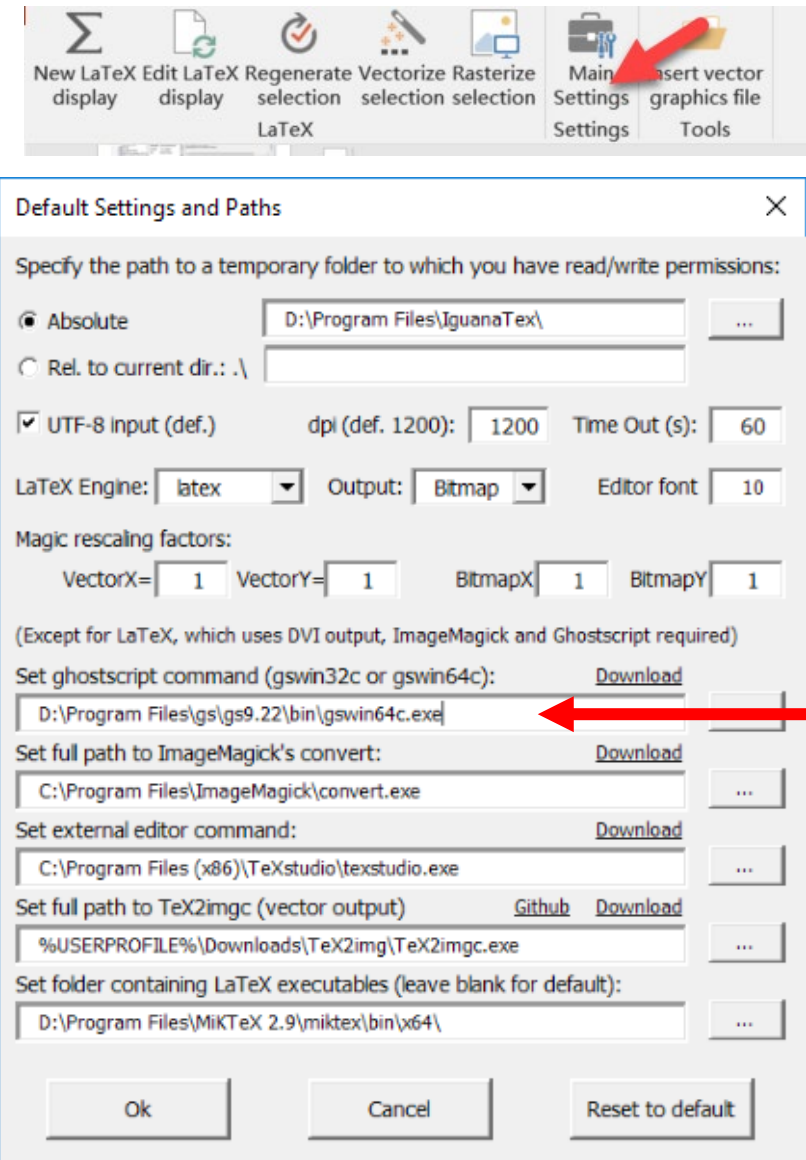 New LaTeX Edit LaTeX Regenerate Vectorize Rasterize Main nsert vector
display display selection selection selection Settings graphics file
LaTeX Settings Tools
Default Settings and Paths
Specify the path to a temporary folder to which you have read/write permissions:
Absolute D:\Program Files\IguanaTex\ ...
Rel. to current dir.: .\
UTF-8 input (def.) dpi (def. 1200): 1200 Time Out (s): 60
LaTeX Engine: latex Output: Bitmap Editor font 10
Magic rescaling factors:
VectorX= 1 VectorY= 1 BitmapX 1 BitmapY 1
(Except for LaTeX, which uses DVI output, ImageMagick and Ghostscript required)
Set ghostscript command (gswin32c or gswin64c): Download
D:\Program Files\gs\gs9.22\bin\gswin64c.exe
Set full path to ImageMagick's convert: Download
C:\Program Files\ImageMagick\convert.exe ...
Set external editor command: Download
C:\Program Files (x86)\TeXstudio\texstudio.exe ...
Set full path to TeX2imgc (vector output) Github Download
%USERPROFILE%\Downloads\TeX2img\TeX2imgc.exe ...
Set folder containing LaTeX executables (leave blank for default):
D:\Program Files\MiKTeX 2.9\miktex\bin\x64\ ...
Ok Cancel Reset to default